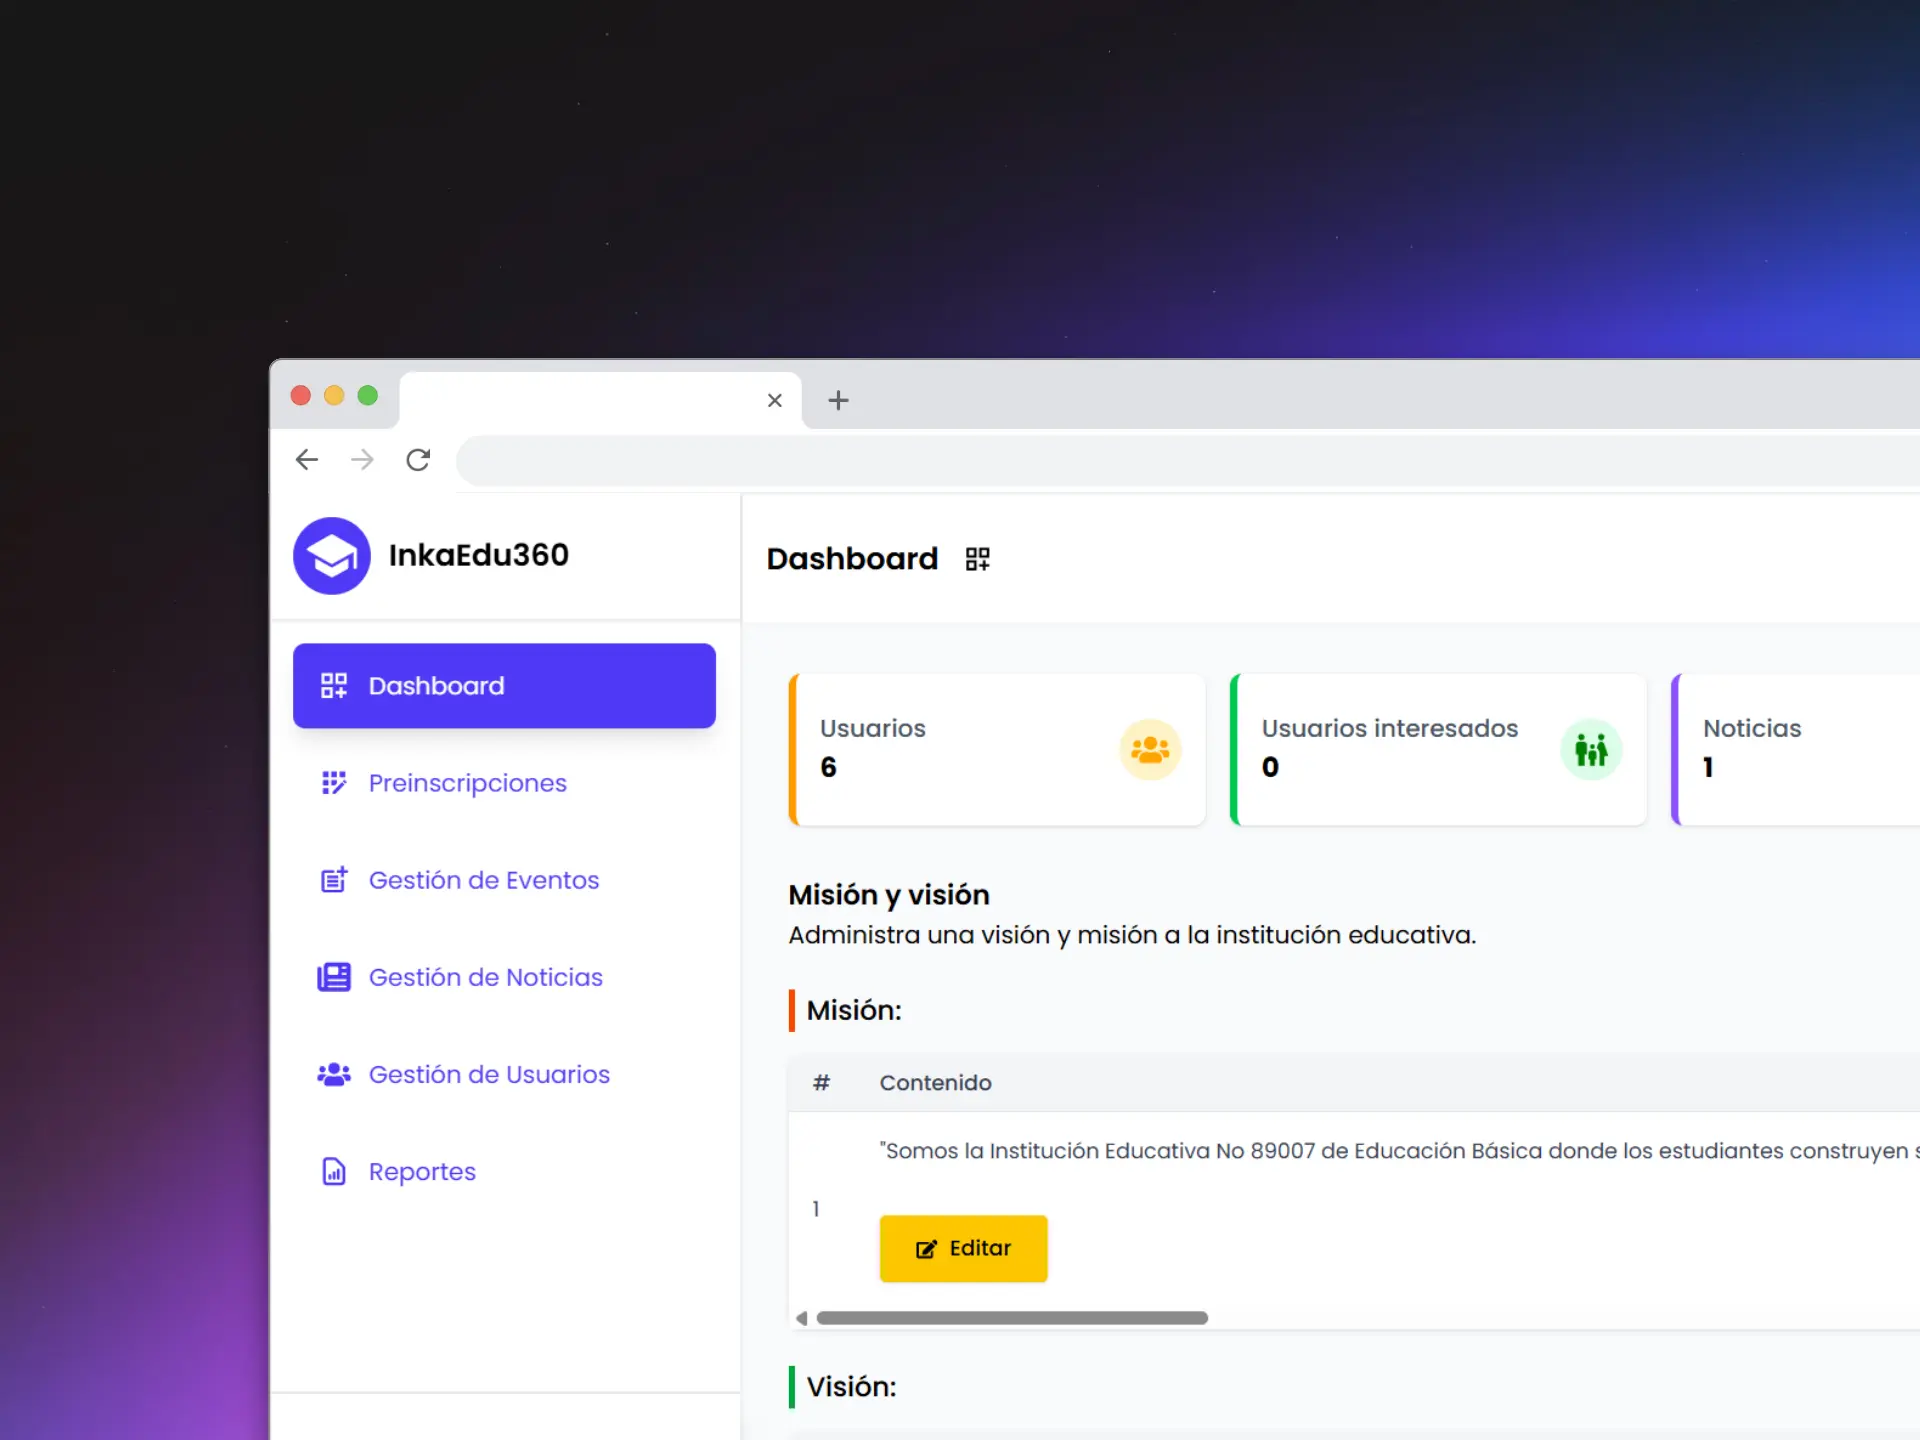 InkaEdu360
Dashboard
Dashboard
Preinscripciones
Gestión de Eventos
Gestión de Noticias
Gestión de Usuarios
Reportes
Usuarios
6
Usuarios interesados
0
Noticias
1
Misión y visión
Administra una visión y misión a la institución educativa.
Misión:
# Contenido
"Somos la Institución Educativa No 89007 de Educación Básica donde los estudiantes construyen
1
Editar
Visión: